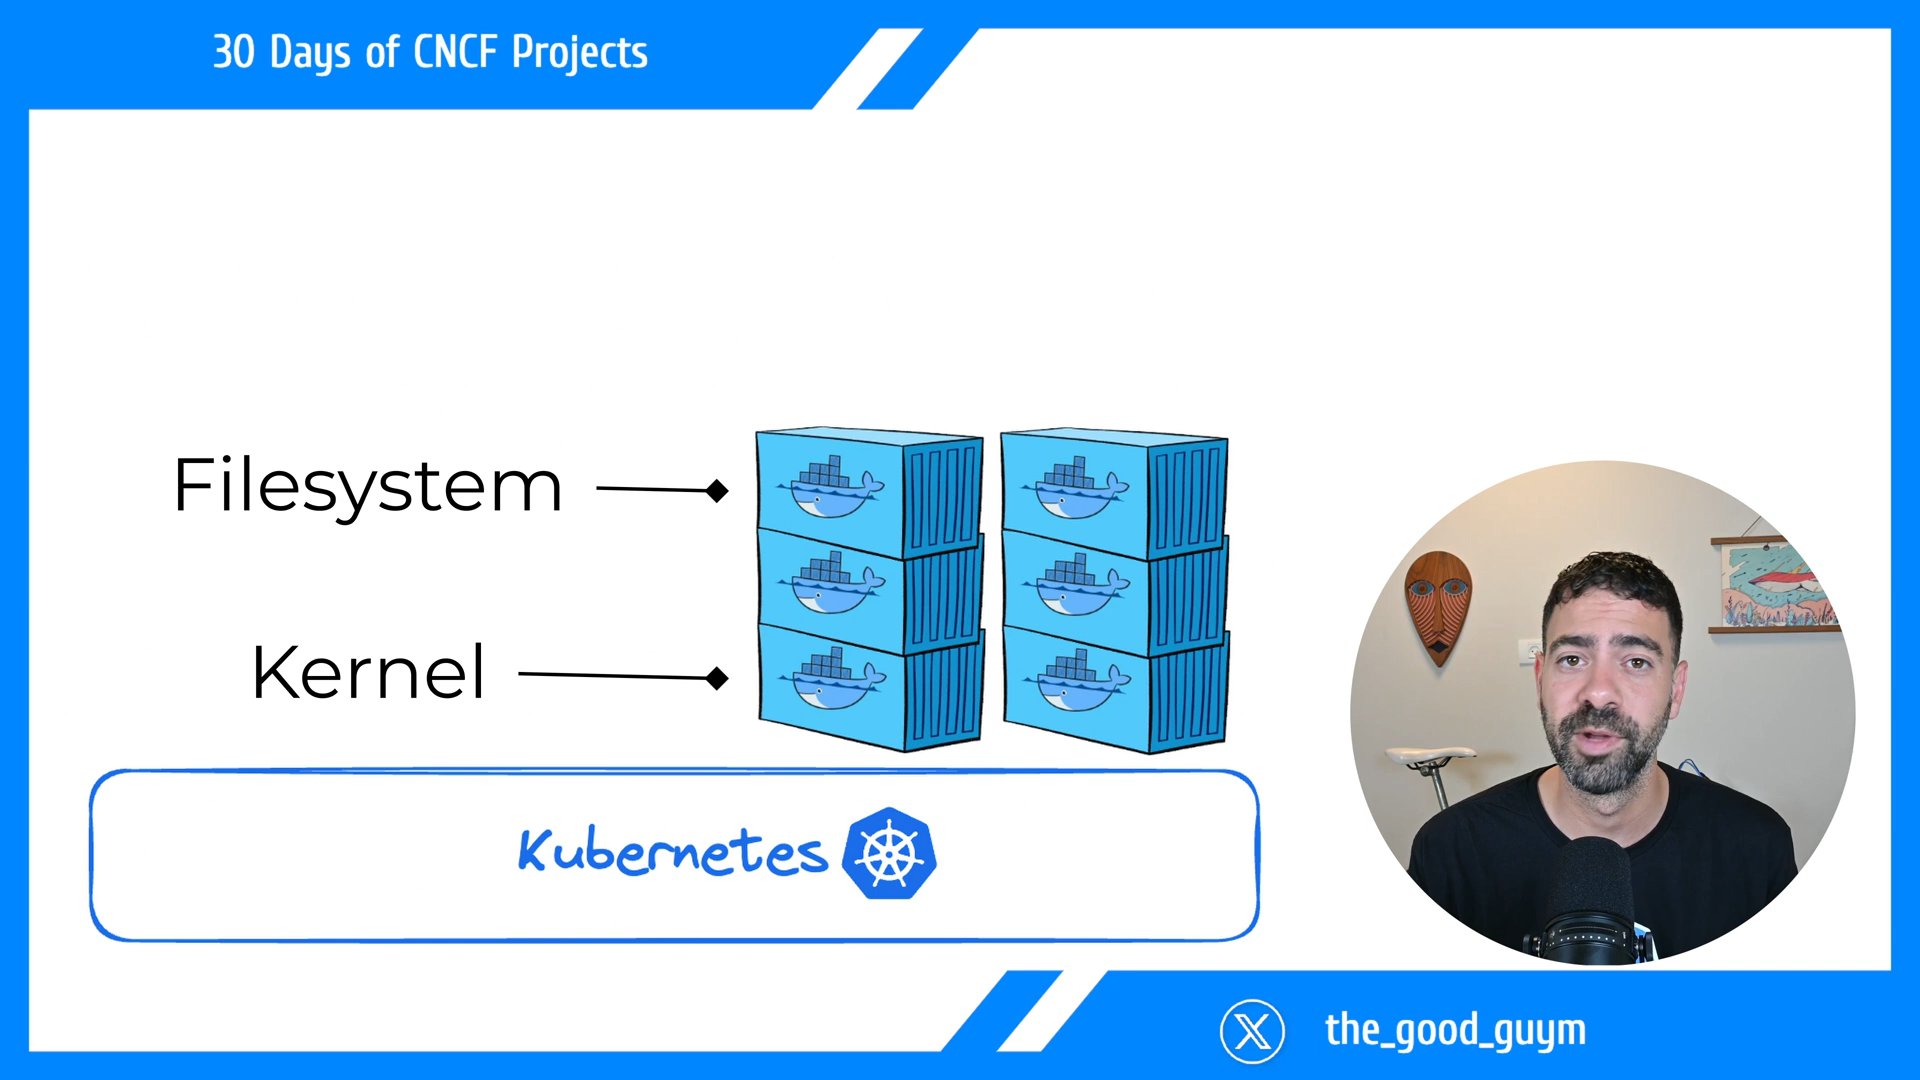 30 Days of CNCF Projects
Filesystem
Kernel
Kubernetes
the_good_guym